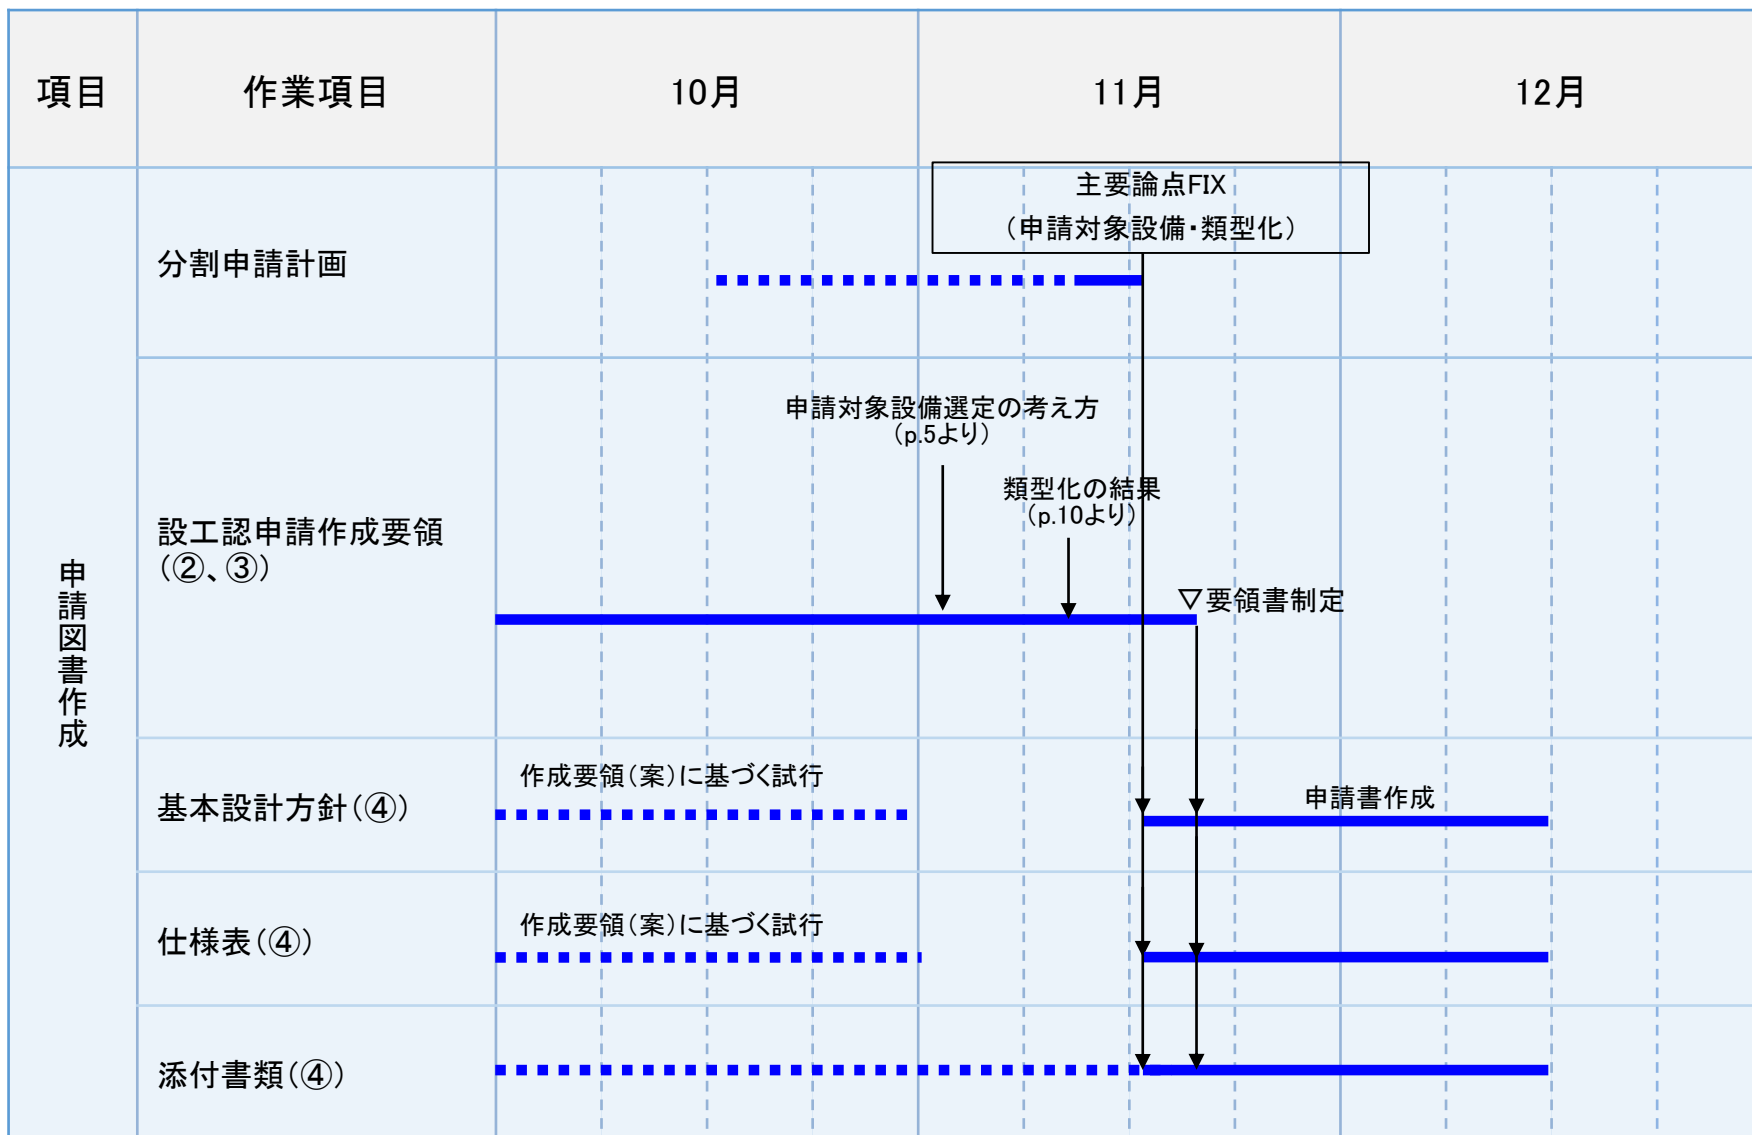 項目
作業項目
10月
11月
12月
主要論点FIX
（申請対象設備・類型化）
分割申請計画
申請対象設備選定の考え方
（p.5より）
類型化の結果
（p.10より）
設工認申請作成要領
（②、③）
▽要領書制定
申請図書作成
作成要領（案）に基づく試行
基本設計方針（④）
申請書作成
作成要領（案）に基づく試行
仕様表（④）
添付書類（④）